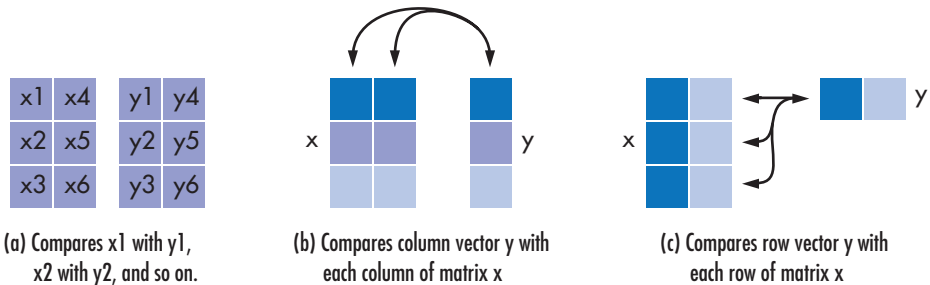 x1 x4 y1 y4
x2 x5 y2 y5
x3 x6 y3 y6
(a) Compares x1 with y1,
x2 with y2, and so on.
x y
(b) Compares column vector y with
each column of matrix x
y
x
(c) Compares row vector y with
each row of matrix x